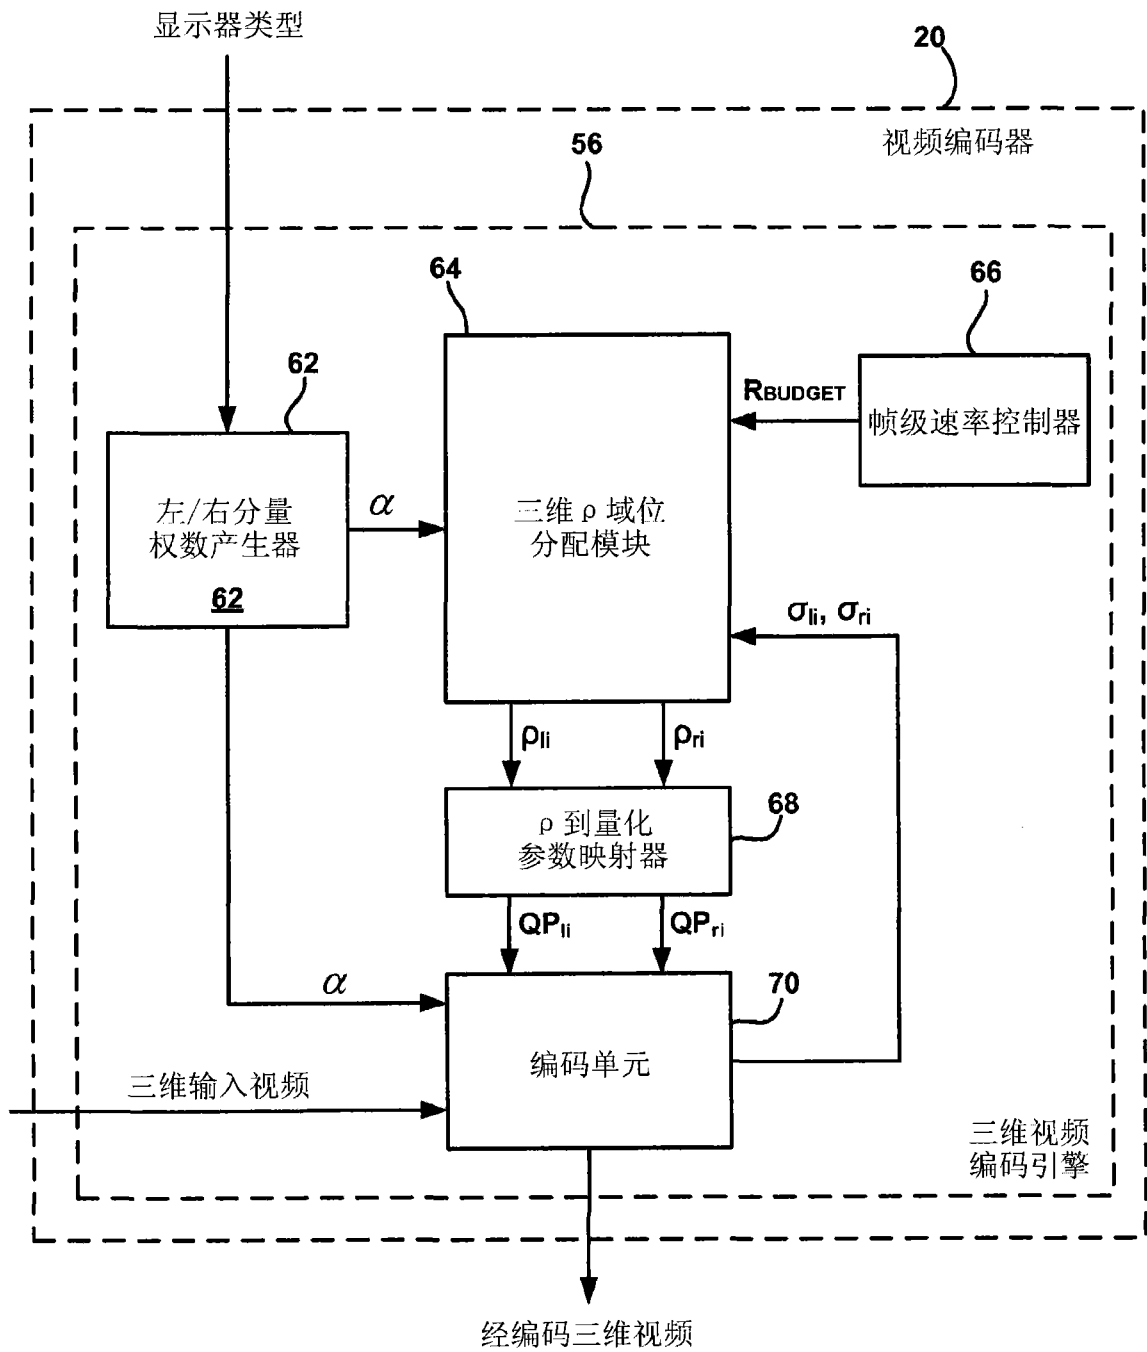 显示器类型
20
视频编码器
56
64
66
62
RBUDGET
帧级速率控制器
左/右分量
权数产生器
62
α
三维 ρ 域位
分配模块
σli, σri
ρli
ρri
68
ρ 到量化
参数映射器
QPli
QPri
α
70
编码单元
三维输入视频
三维视频
编码引擎
经编码三维视频